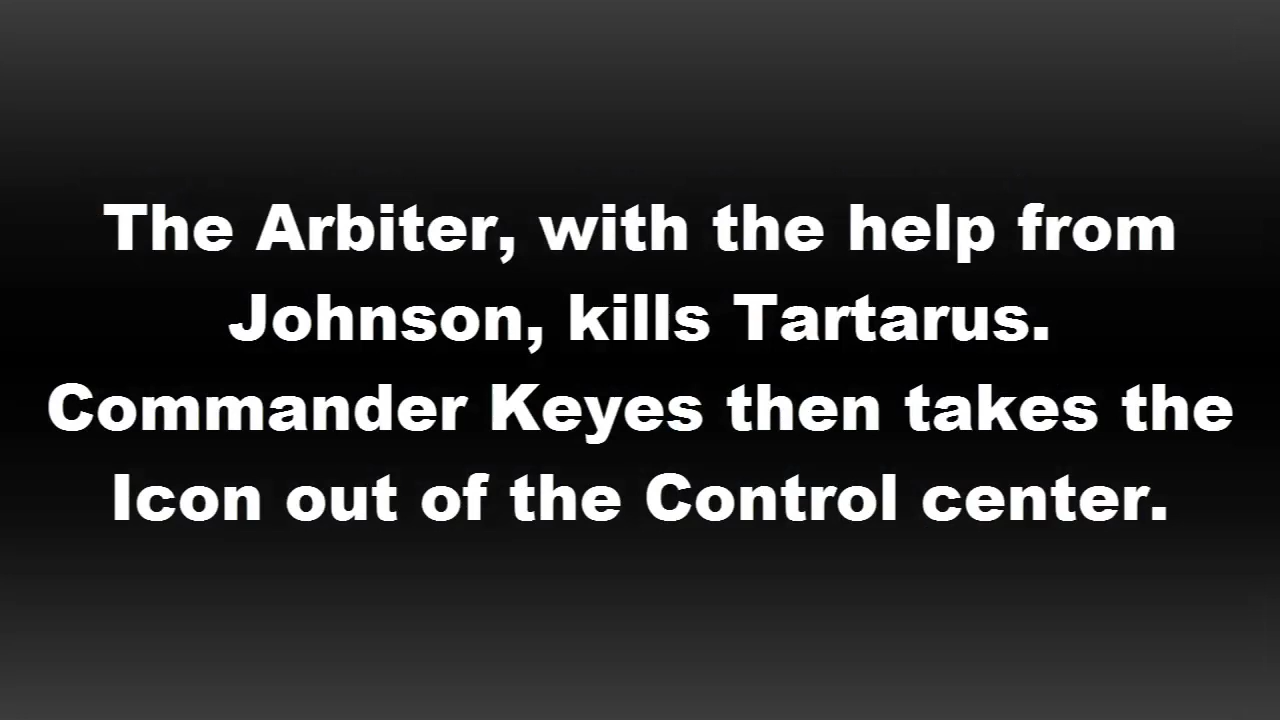 The Arbiter, with the help from
Johnson, kills Tartarus.
Commander Keyes then takes the
Icon out of the Control center.